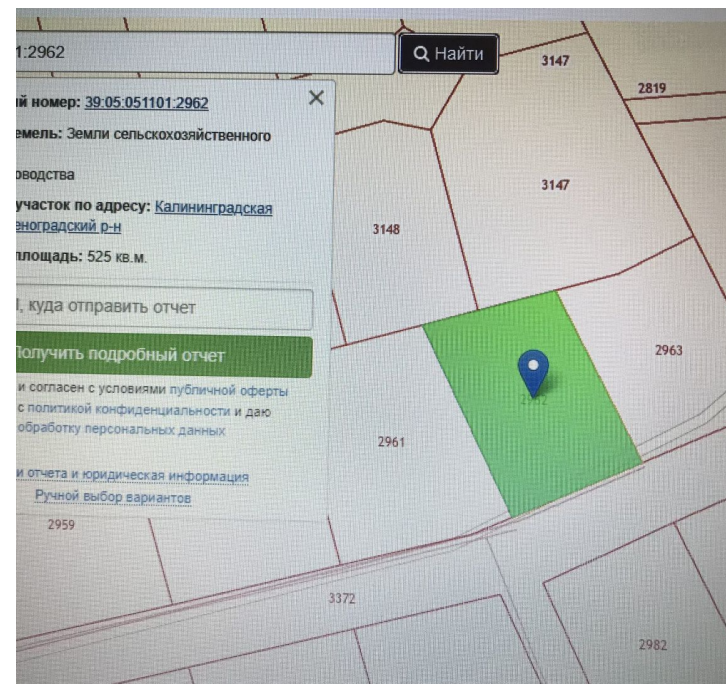 1:2962
Найти
й номер: 39:05:051101:2962
емель: Земли сельскохозяйственного
оводства
участок по адресу: Калининградская
еноградский р-н
площадь: 525 кв.м.
l, куда отправить отчет
Получить подробный отчет
и согласен с условиями публичной оферты
с политикой конфиденциальности и даю
обработку персональных данных
и отчета и юридическая информация
Ручной выбор вариантов
3147
2819
3147
3148
2963
2961
2959
3372
2982